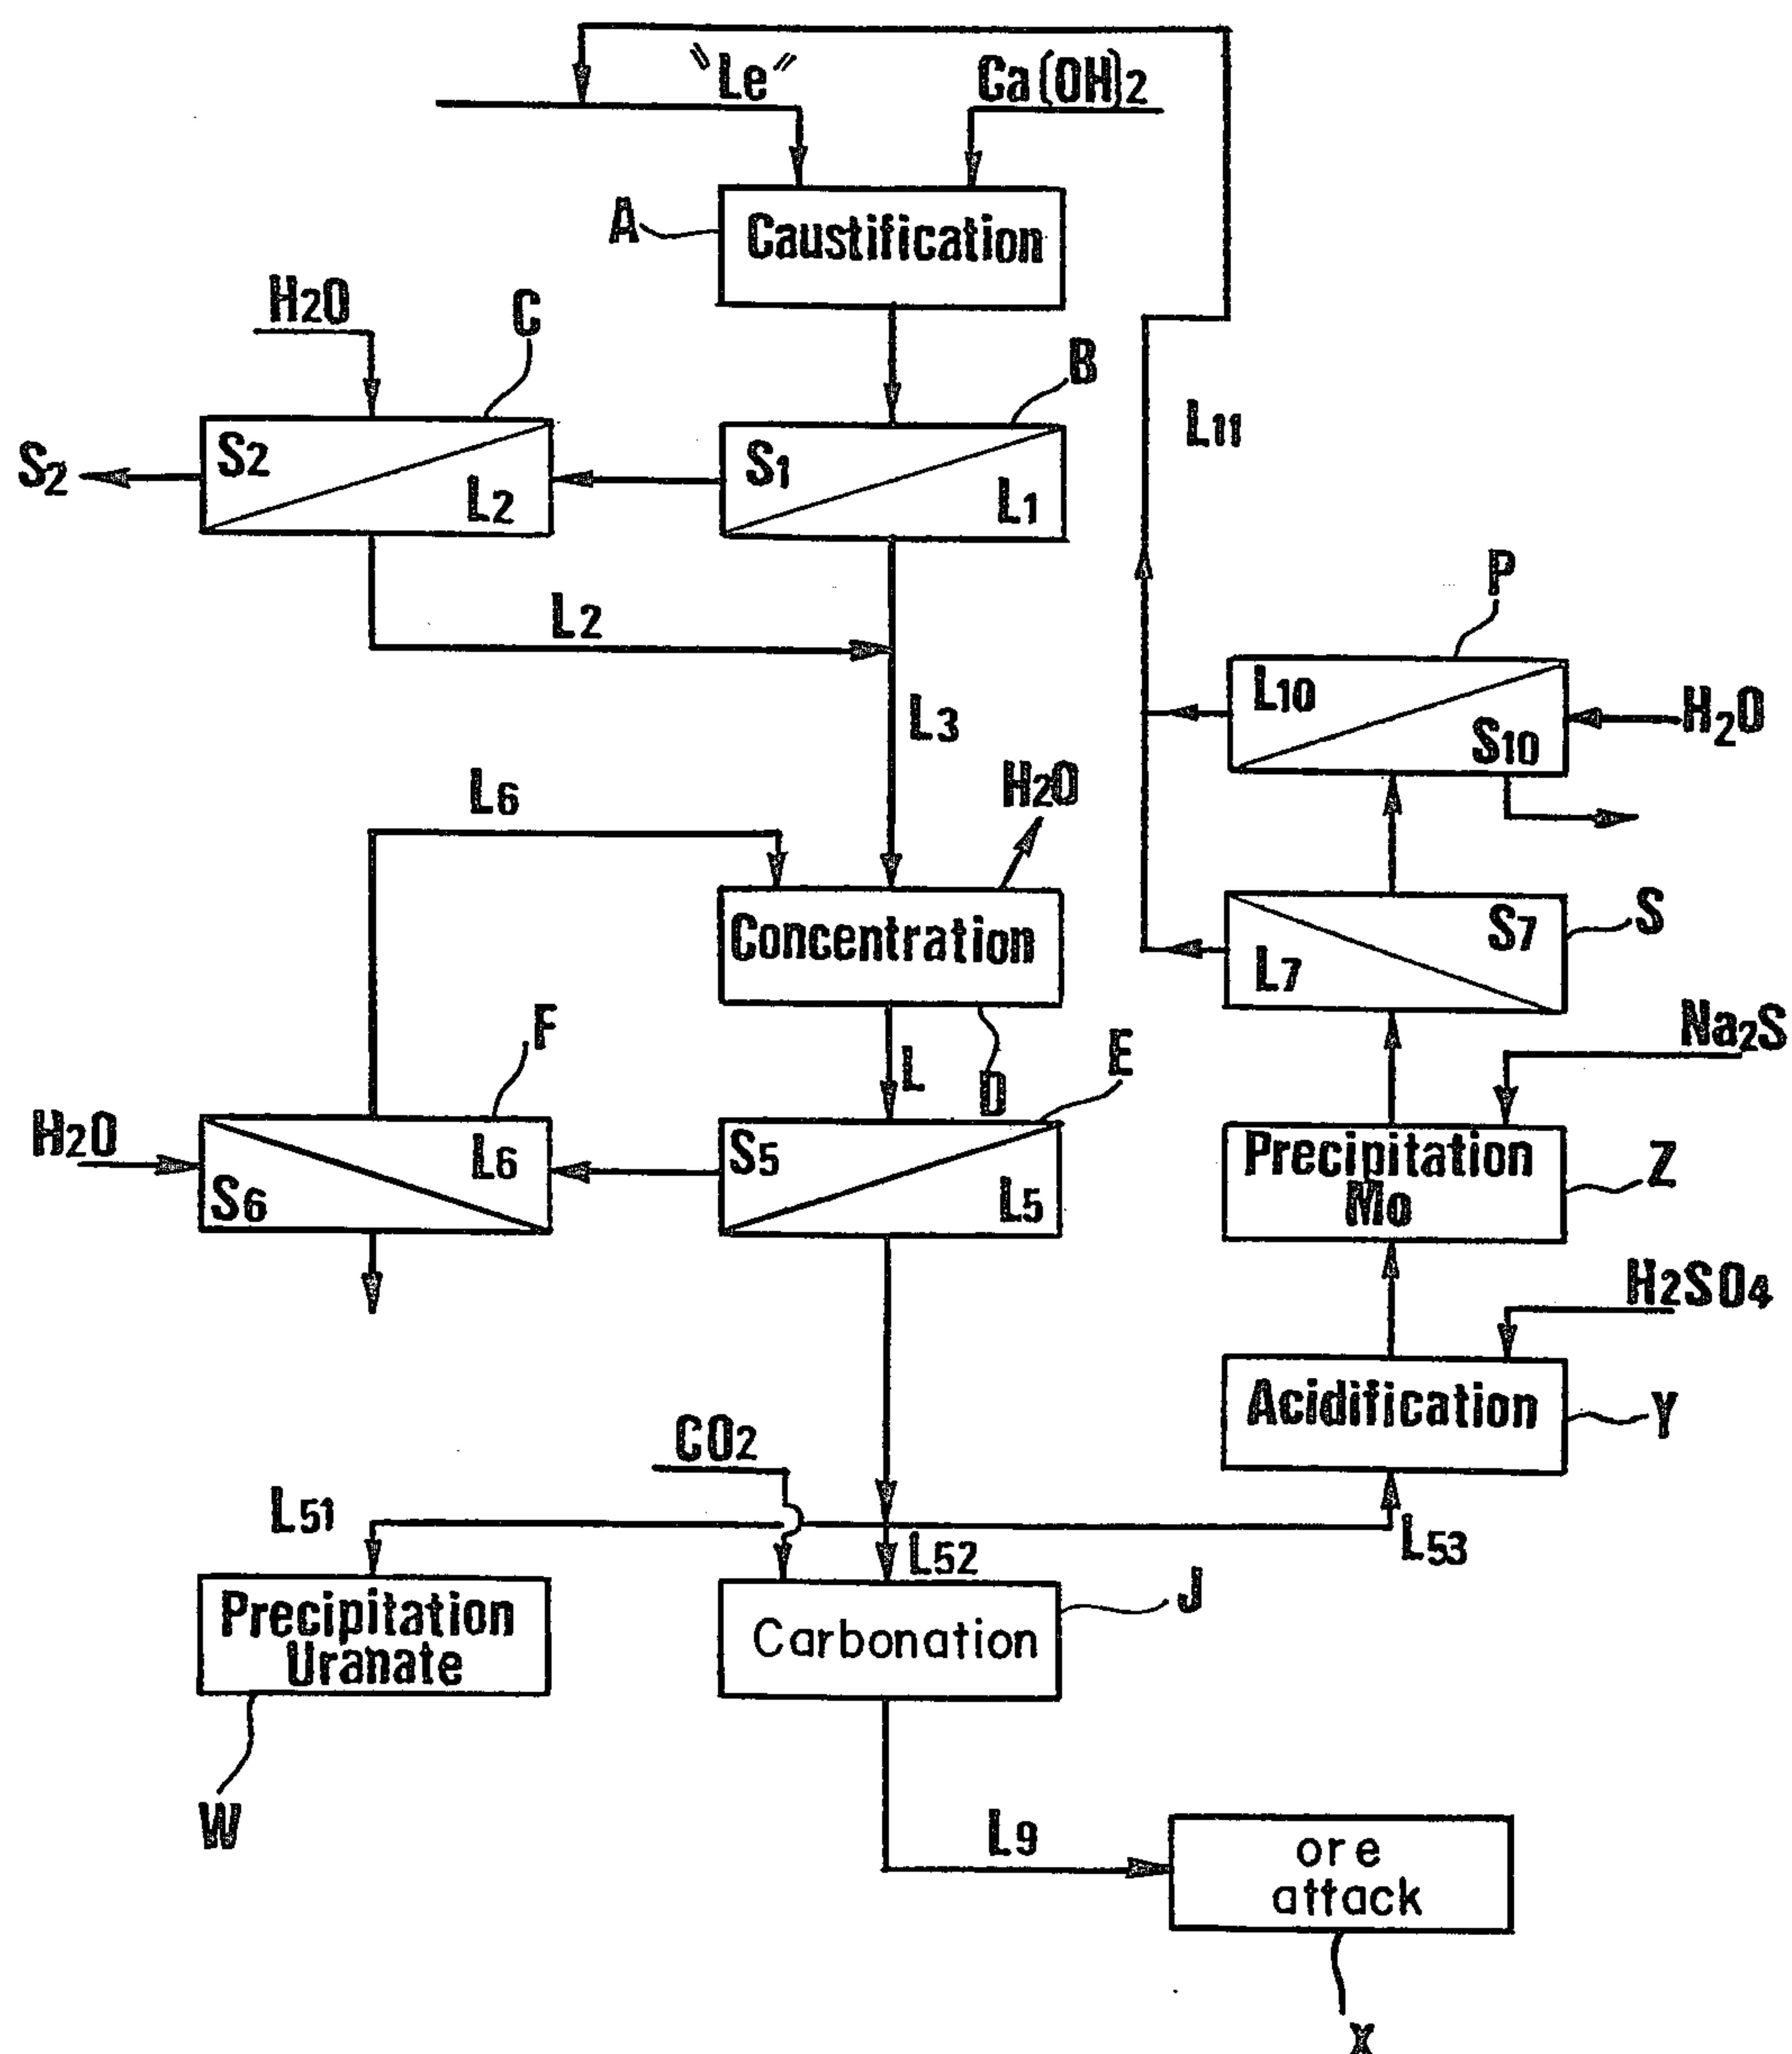 "Le"
Ca(OH)2
A
Caustification
H2O
C
B
S2
S2
L2
S1
L1
L11
L2
L3
P
L10
S10
H2O
L6
H2O
Concentration
S7
L7
S
F
L
D
E
Na2S
H2O
L6
S6
S5
L5
Precipitation
Mo
Z
H2SO4
Acidification
Y
CO2
L51
L52
L53
Precipitation
Uranate
Carbonation
J
W
L9
ore
attack
X